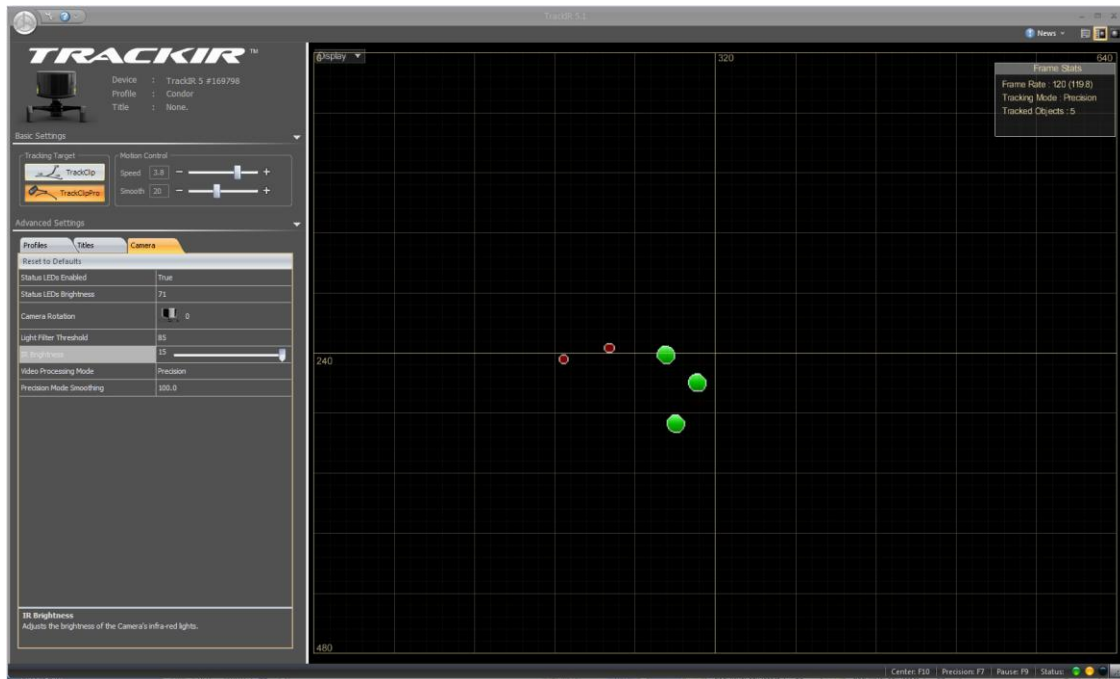 TrackIR 5.1
News
TRACKIR™
Device : TrackIR 5 #169798
Profile : Condor
Title : None.
Basic Settings
Tracking Target
TrackClip
TrackClipPro
Motion Control
Speed 3.8 − +
Smooth 20 − +
Advanced Settings
Profiles Titles Camera
Reset to Defaults
Status LEDs Enabled True
Status LEDs Brightness 71
Camera Rotation 0
Light Filter Threshold 85
IR Brightness 15
Video Processing Mode Precision
Precision Mode Smoothing 100.0
IR Brightness
Adjusts the brightness of the Camera's infra-red lights.
Display
320
640
Frame Stats
Frame Rate : 120 (119.8)
Tracking Mode : Precision
Tracked Objects : 5
240
480
Center: F10 | Precision: F7 | Pause: F9 | Status: